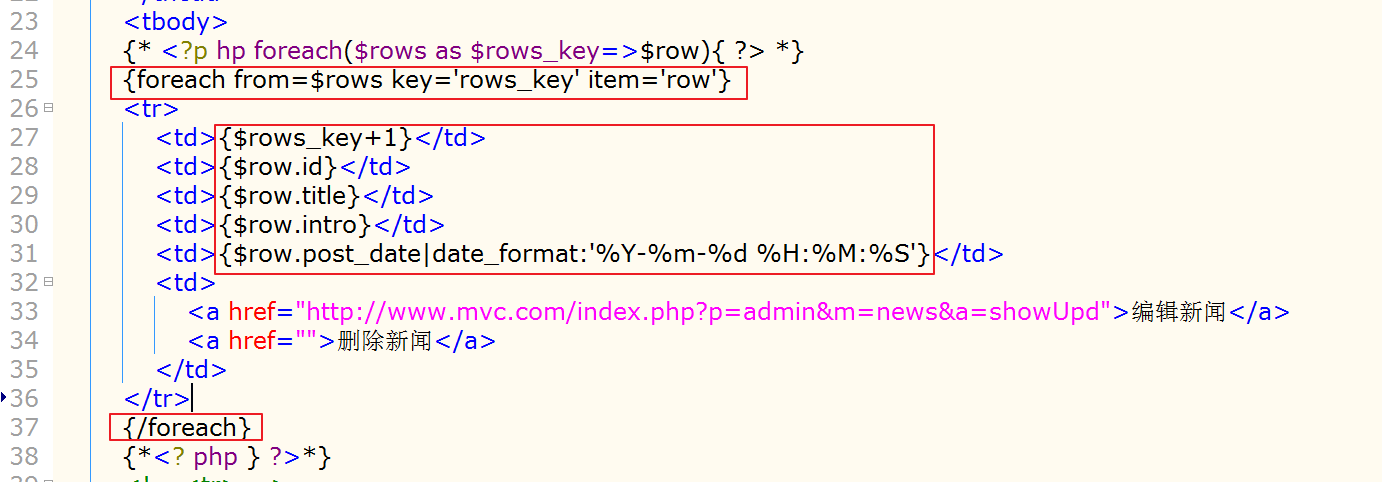 23 <tbody>
24 {* <?p hp foreach($rows as $rows_key=>$row){ ?> *}
25 {foreach from=$rows key='rows_key' item='row'}
26 <tr>
27 <td>{$rows_key+1}</td>
28 <td>{$row.id}</td>
29 <td>{$row.title}</td>
30 <td>{$row.intro}</td>
31 <td>{$row.post_date|date_format:'%Y-%m-%d %H:%M:%S'}</td>
32 <td>
33 <a href="http://www.mvc.com/index.php?p=admin&m=news&a=showUpd">编辑新闻</a>
34 <a href="">删除新闻</a>
35 </td>
36 </tr>
37 {/foreach}
38 {*<? php } ?>*}